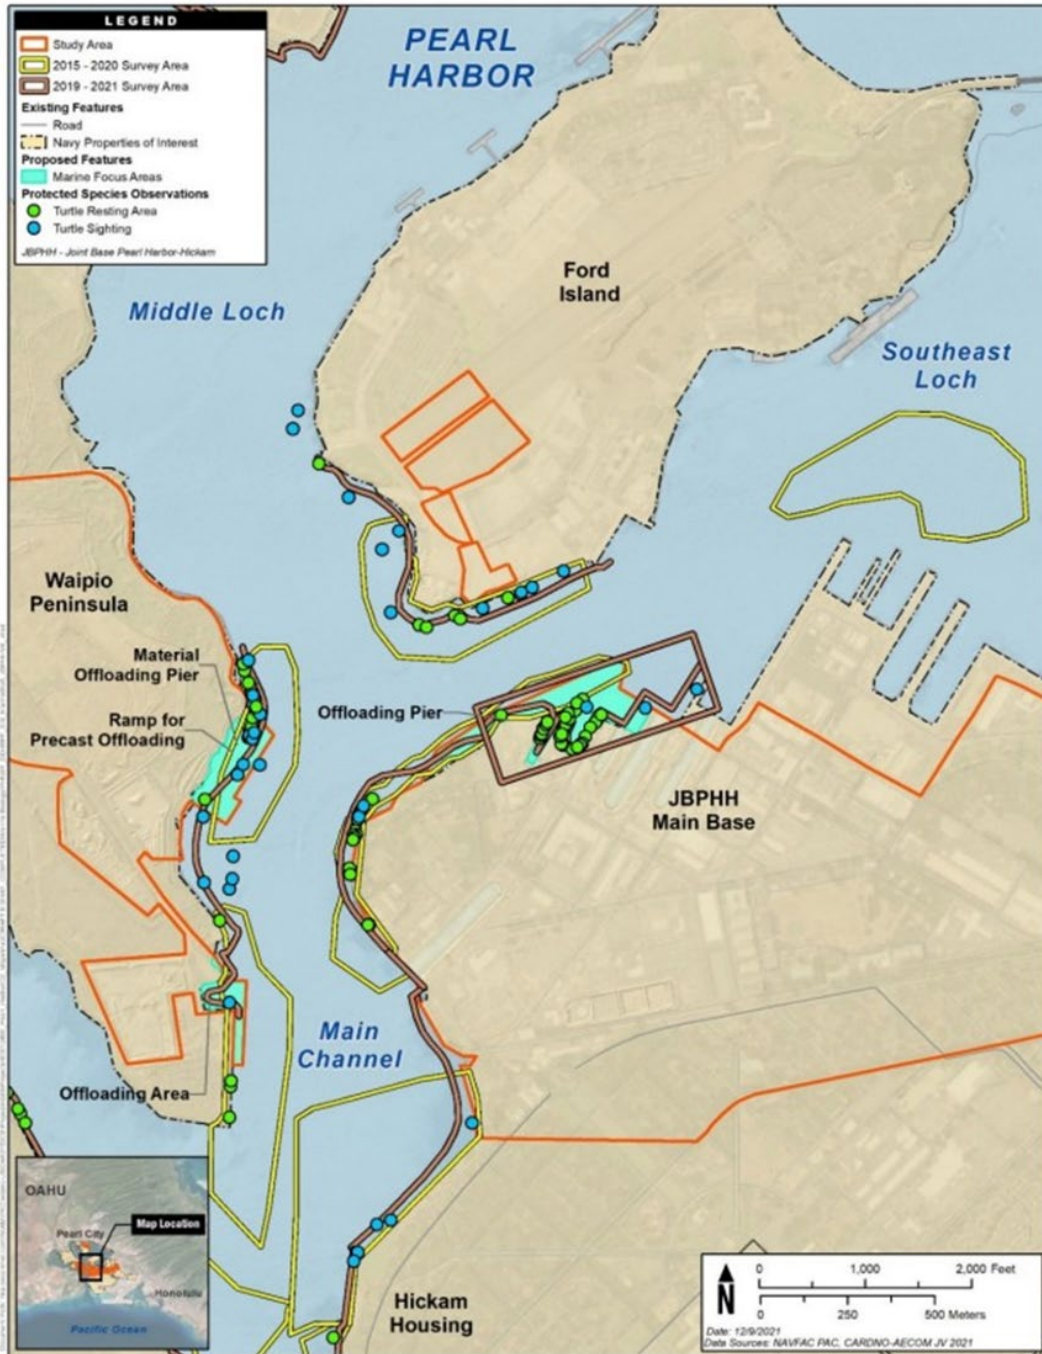 LEGEND
Study Area
2015 - 2020 Survey Area
2019 - 2021 Survey Area
Existing Features
Road
Navy Properties of Interest
Proposed Features
Marine Focus Areas
Protected Species Observations
Turtle Resting Area
Turtle Sighting
JBPHH - Joint Base Pearl Harbor-Hickam
PEARL
HARBOR
Ford
Island
Middle Loch
Southeast
Loch
Waipio
Peninsula
Material
Offloading Pier
Ramp for
Precast Offloading
Offloading Pier
JBPHH
Main Base
Main
Channel
Offloading Area
OAHU
Map Location
Pearl City
Honolulu
Pacific Ocean
Hickam
Housing
N
0 1,000 2,000 Feet
0 250 500 Meters
Date: 12/9/2021
Data Sources: NAVFAC PAC, CARDNO-AECOM JV 2021